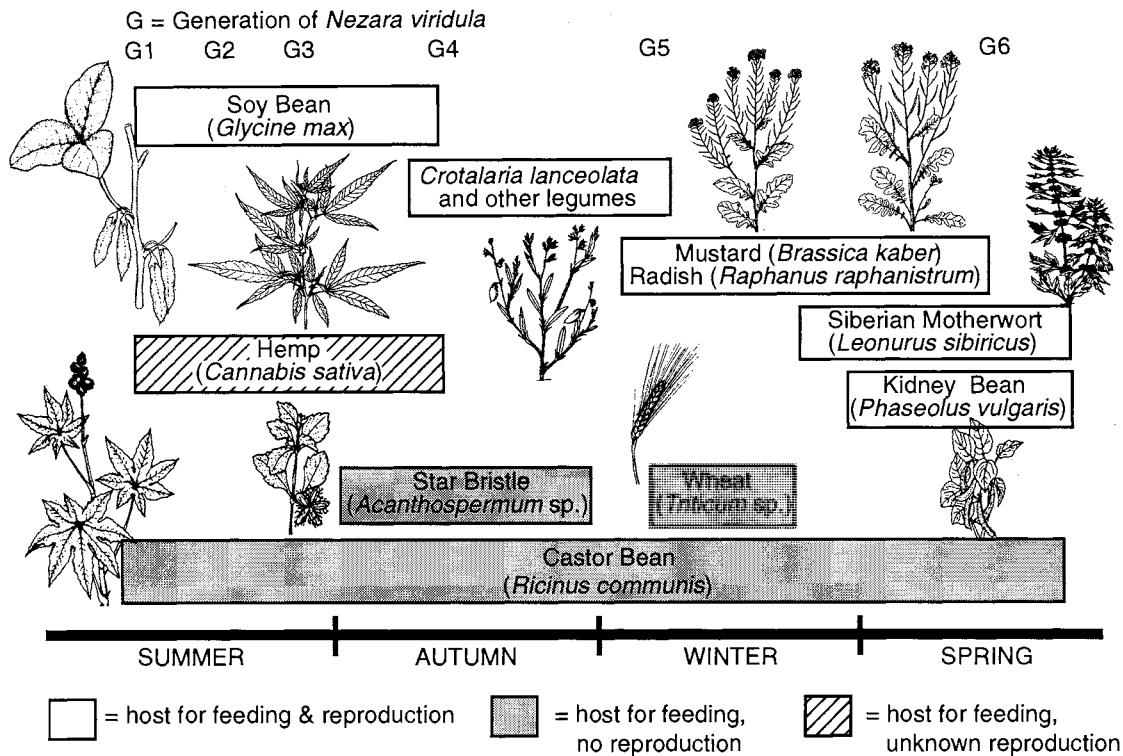 G = Generation of Nezara viridula
G1 G2 G3 G4 G5 G6
Soy Bean
(Glycine max)
Crotalaria lanceolata
and other legumes
Mustard (Brassica kaber)
Radish (Raphanus raphanistrum)
Siberian Motherwort
(Leonurus sibiricus)
Hemp
(Cannabis sativa)
Kidney Bean
(Phaseolus vulgaris)
Star Bristle
(Acanthospermum sp.)
Wheat
(Triticum sp.)
Castor Bean
(Ricinus communis)
SUMMER AUTUMN WINTER SPRING
= host for feeding & reproduction
= host for feeding,
no reproduction
= host for feeding,
unknown reproduction